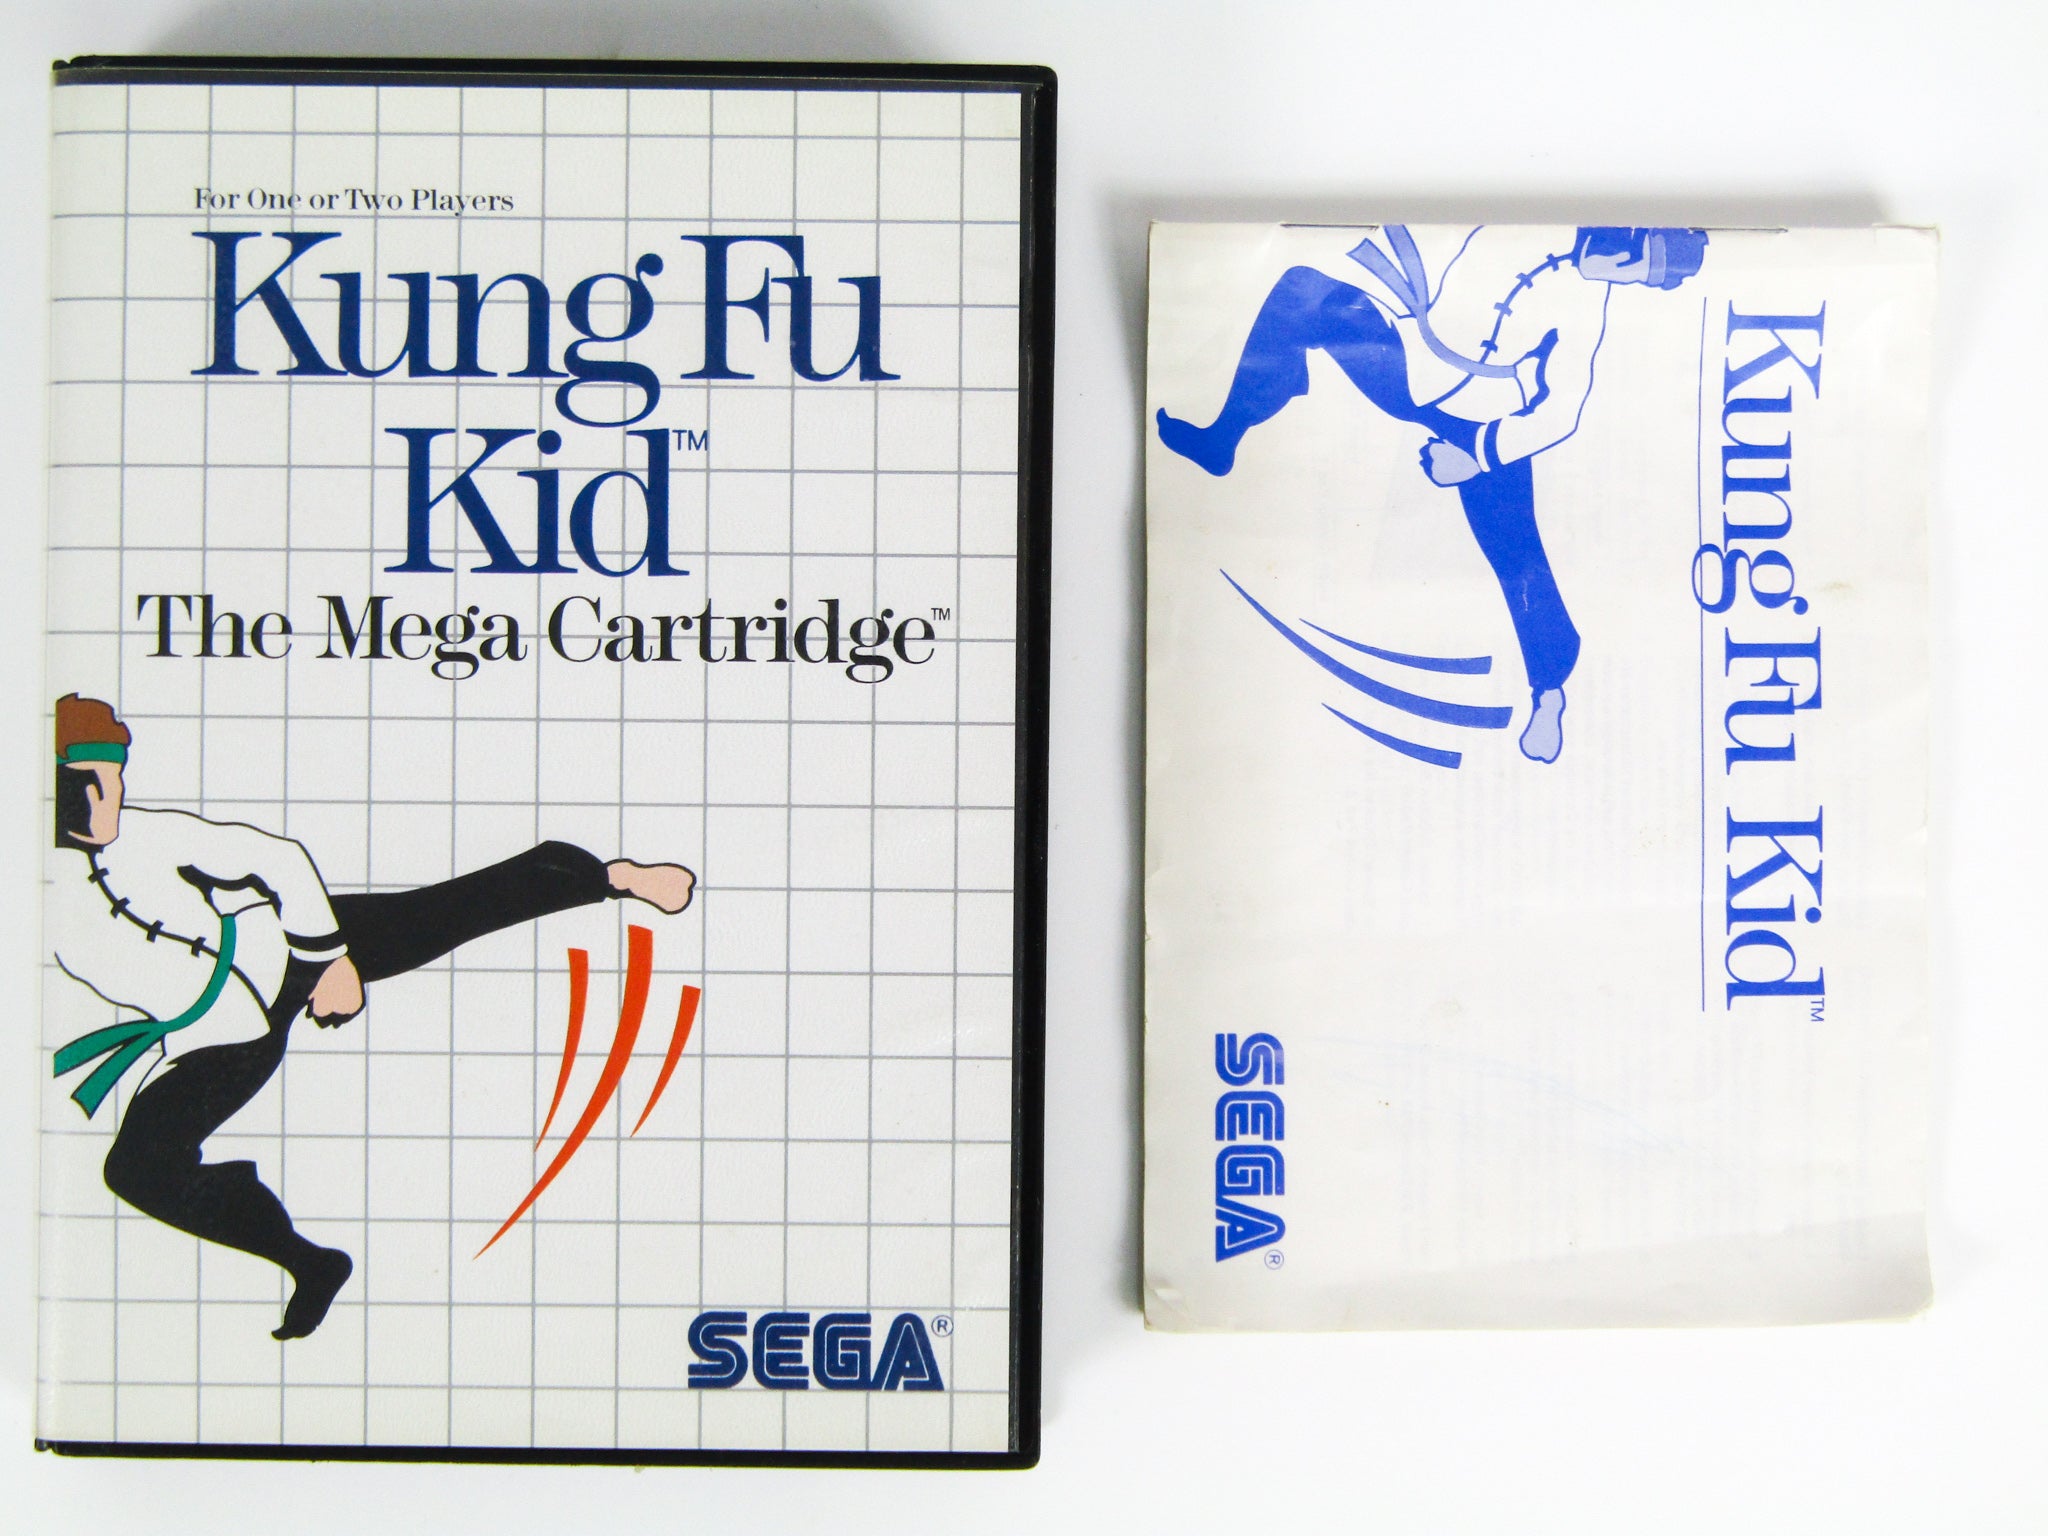 For One or Two Players
Kung Fu
Kid™
The Mega Cartridge™
SEGA®
Kung Fu Kid™
SEGA®